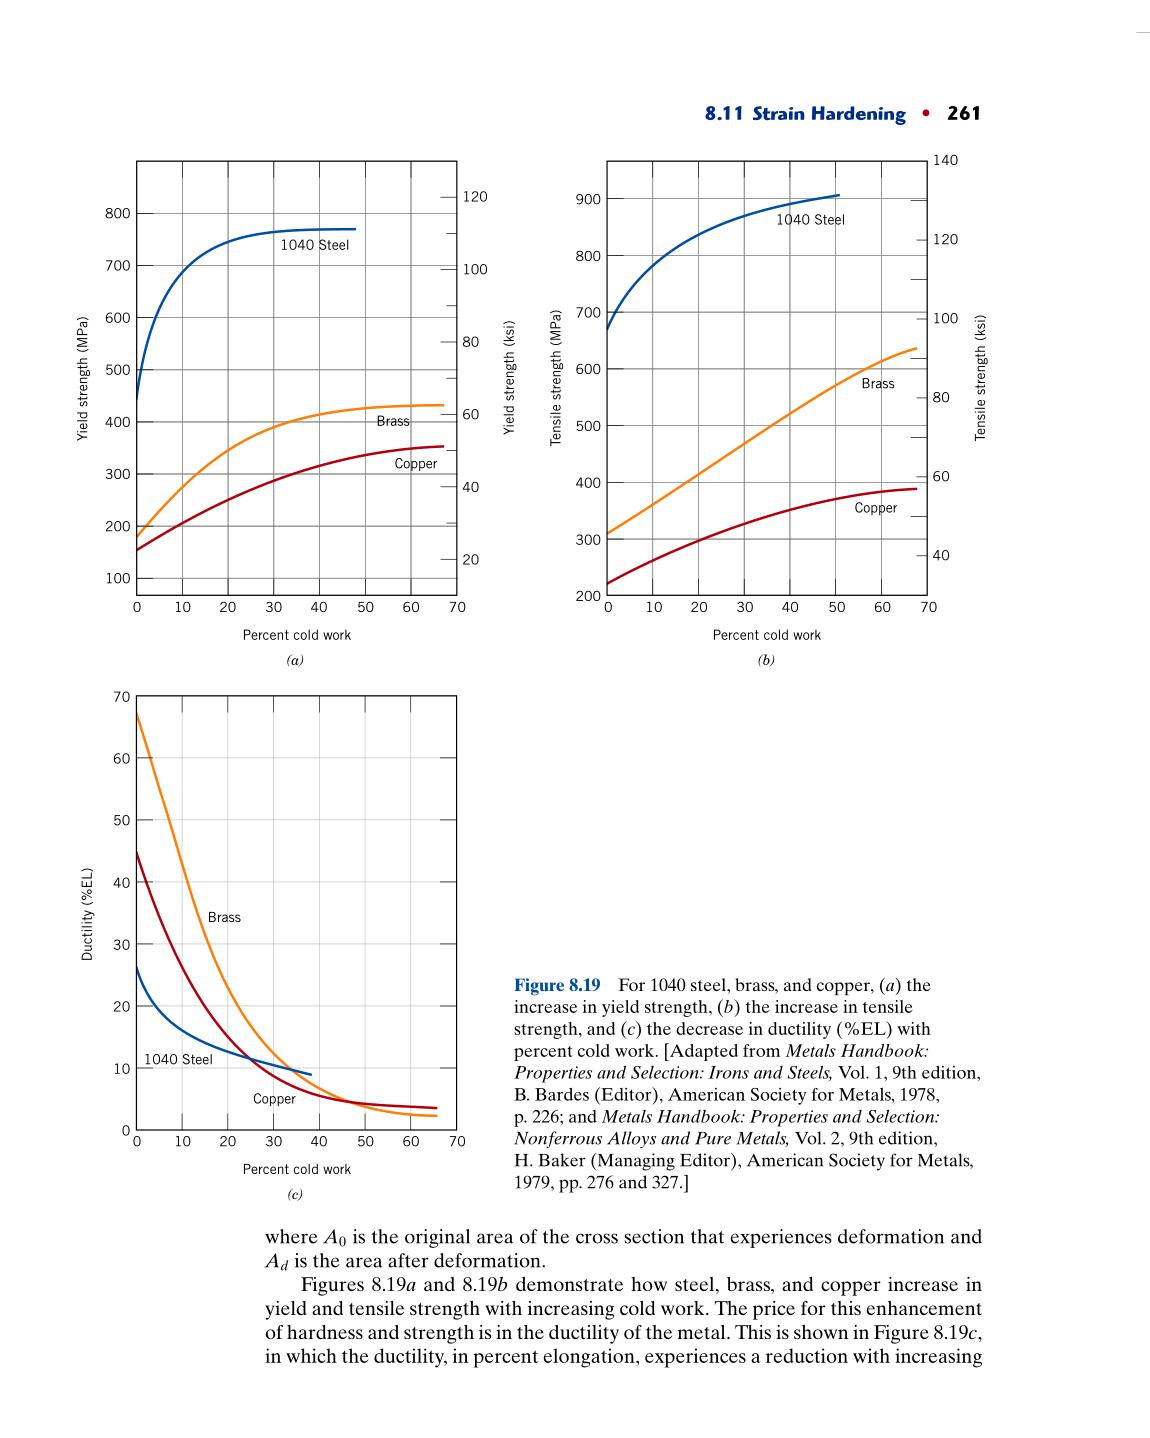 8.11 Strain Hardening • 261
800
700
600
500
400
300
200
100
Yield strength (MPa)
120
100
80
60
40
20
Yield strength (ksi)
1040 Steel
Brass
Copper
0 10 20 30 40 50 60 70
Percent cold work
(a)
900
800
700
600
500
400
300
200
Tensile strength (MPa)
140
120
100
80
60
40
Tensile strength (ksi)
1040 Steel
Brass
Copper
0 10 20 30 40 50 60 70
Percent cold work
(b)
70
60
50
40
30
20
10
0
Ductility (%EL)
Brass
1040 Steel
Copper
0 10 20 30 40 50 60 70
Percent cold work
(c)
Figure 8.19 For 1040 steel, brass, and copper, (a) the
increase in yield strength, (b) the increase in tensile
strength, and (c) the decrease in ductility (%EL) with
percent cold work. [Adapted from Metals Handbook:
Properties and Selection: Irons and Steels, Vol. 1, 9th edition,
B. Bardes (Editor), American Society for Metals, 1978,
p. 226; and Metals Handbook: Properties and Selection:
Nonferrous Alloys and Pure Metals, Vol. 2, 9th edition,
H. Baker (Managing Editor), American Society for Metals,
1979, pp. 276 and 327.]
where A0 is the original area of the cross section that experiences deformation and
Ad is the area after deformation.
Figures 8.19a and 8.19b demonstrate how steel, brass, and copper increase in
yield and tensile strength with increasing cold work. The price for this enhancement
of hardness and strength is in the ductility of the metal. This is shown in Figure 8.19c,
in which the ductility, in percent elongation, experiences a reduction with increasing